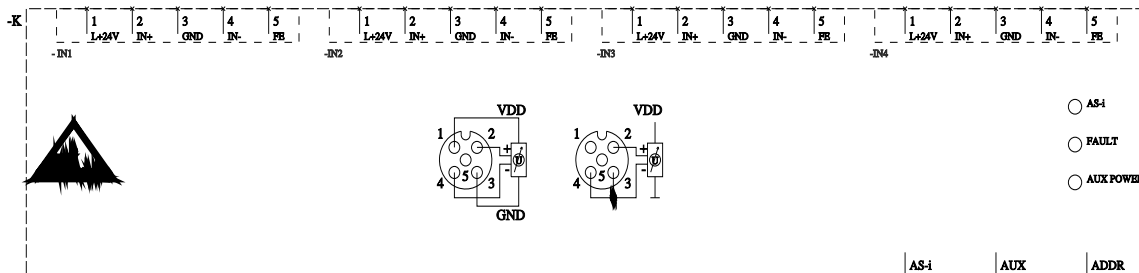 -K 1 2 3 4 5 1 2 3 4 5 1 2 3 4 5 1 2 3 4 5
L+24V IN+ GND IN- FE L+24V IN+ GND IN- FE L+24V IN+ GND IN- FE L+24V IN+ GND IN- FE
-IN1 -IN2 -IN3 -IN4
VDD VDD
AS-i
1 2 1 2
+ U + U
FAULT
- -
4 5 3 4 5 3
AUX POWER
GND
AS-i AUX ADDR